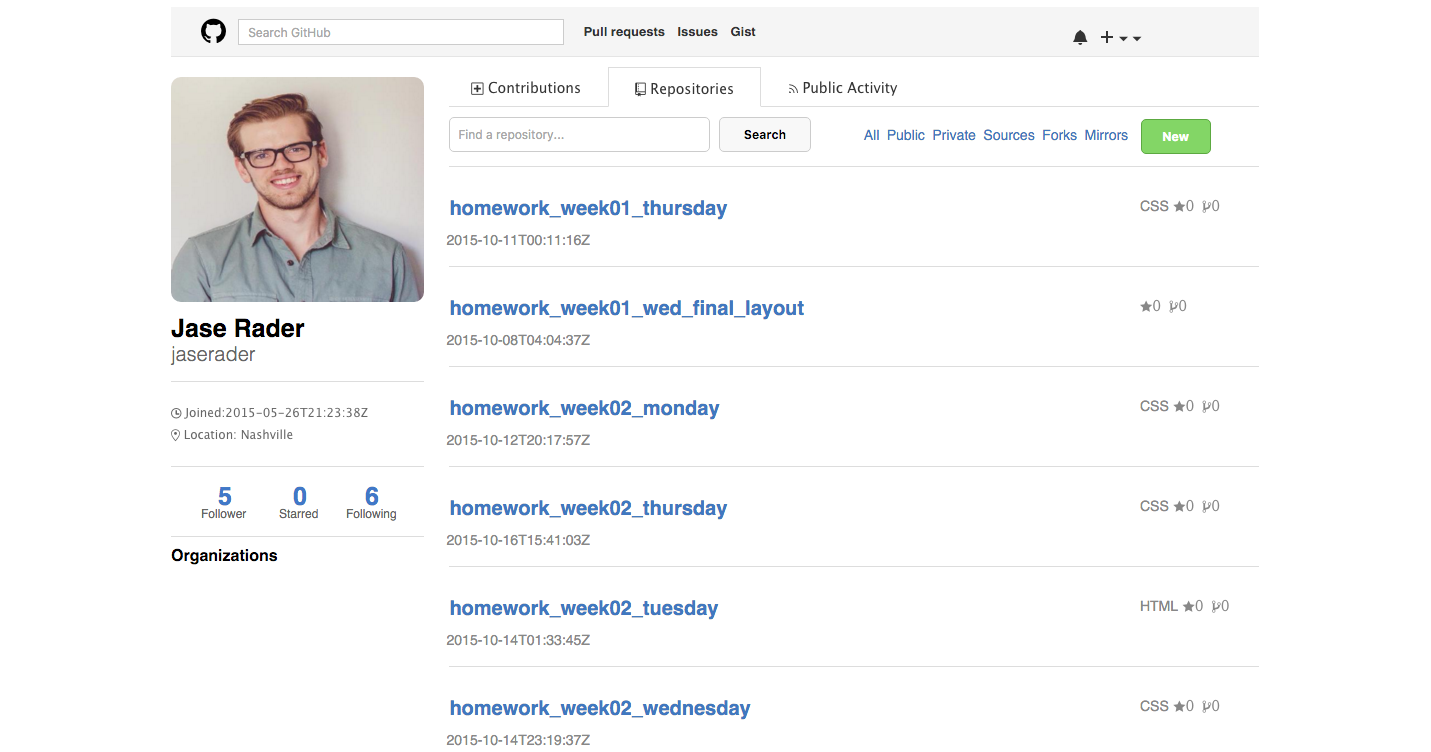 Search GitHub Pull requests Issues Gist
Contributions Repositories Public Activity
Find a repository... Search All Public Private Sources Forks Mirrors New
Jase Rader
jaserader
Joined:2015-05-26T21:23:38Z
Location: Nashville
5 0 6
Follower Starred Following
Organizations
homework_week01_thursday CSS 0 0
2015-10-11T00:11:16Z
homework_week01_wed_final_layout 0 0
2015-10-08T04:04:37Z
homework_week02_monday CSS 0 0
2015-10-12T20:17:57Z
homework_week02_thursday CSS 0 0
2015-10-16T15:41:03Z
homework_week02_tuesday HTML 0 0
2015-10-14T01:33:45Z
homework_week02_wednesday CSS 0 0
2015-10-14T23:19:37Z